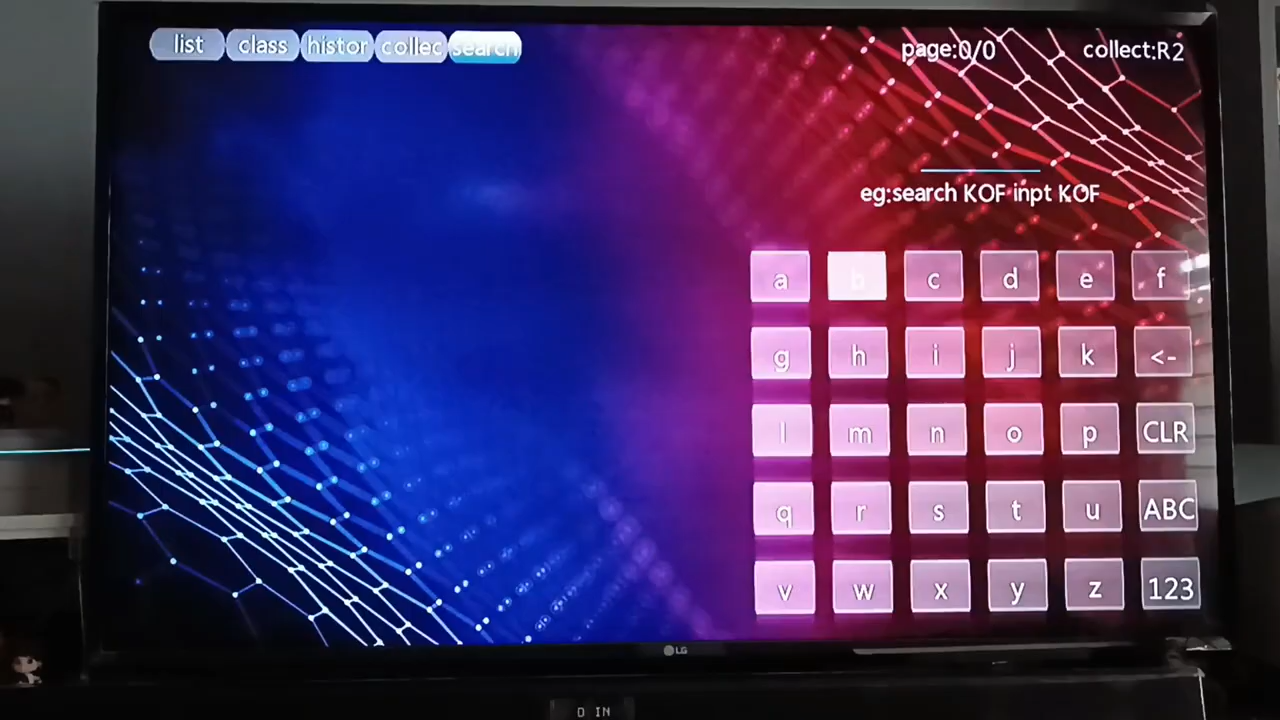 list class histor collec search page:0/0 collect:R2
eg:search KOF inpt KOF
a b c d e f
g h i j k <-
l m n o p CLR
q r s t u ABC
v w x y z 123
LG
D IN